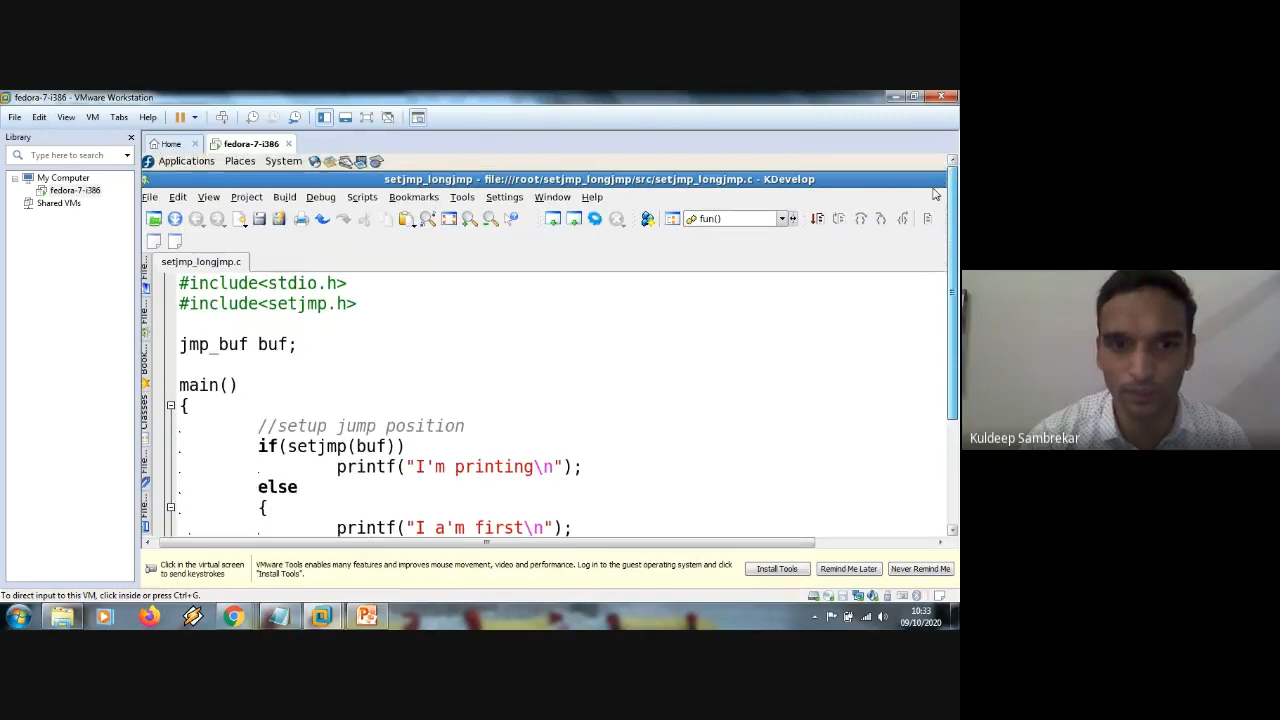 fedora-7-i386 - VMware Workstation
File Edit View VM Tabs Help
Library
Type here to search
My Computer
fedora-7-i386
Shared VMs
Home
fedora-7-i386
Applications Places System
setjmp_longjmp - file:///root/setjmp_longjmp/src/setjmp_longjmp.c - KDevelop
File Edit View Project Build Debug Scripts Bookmarks Tools Settings Window Help
fun()
setjmp_longjmp.c
File...
File...
Book...
Classes
File...
File...
#include<stdio.h>
#include<setjmp.h>
jmp_buf buf;
main()
{
//setup jump position
if(setjmp(buf))
printf("I'm printing\n");
else
{
printf("I a'm first\n");
Click in the virtual screen
to send keystrokes
VMware Tools enables many features and improves mouse movement, video and performance. Log in to the guest operating system and click
"Install Tools".
Install Tools
Remind Me Later
Never Remind Me
To direct input to this VM, click inside or press Ctrl+G.
10:33
09/10/2020
Kuldeep Sambrekar